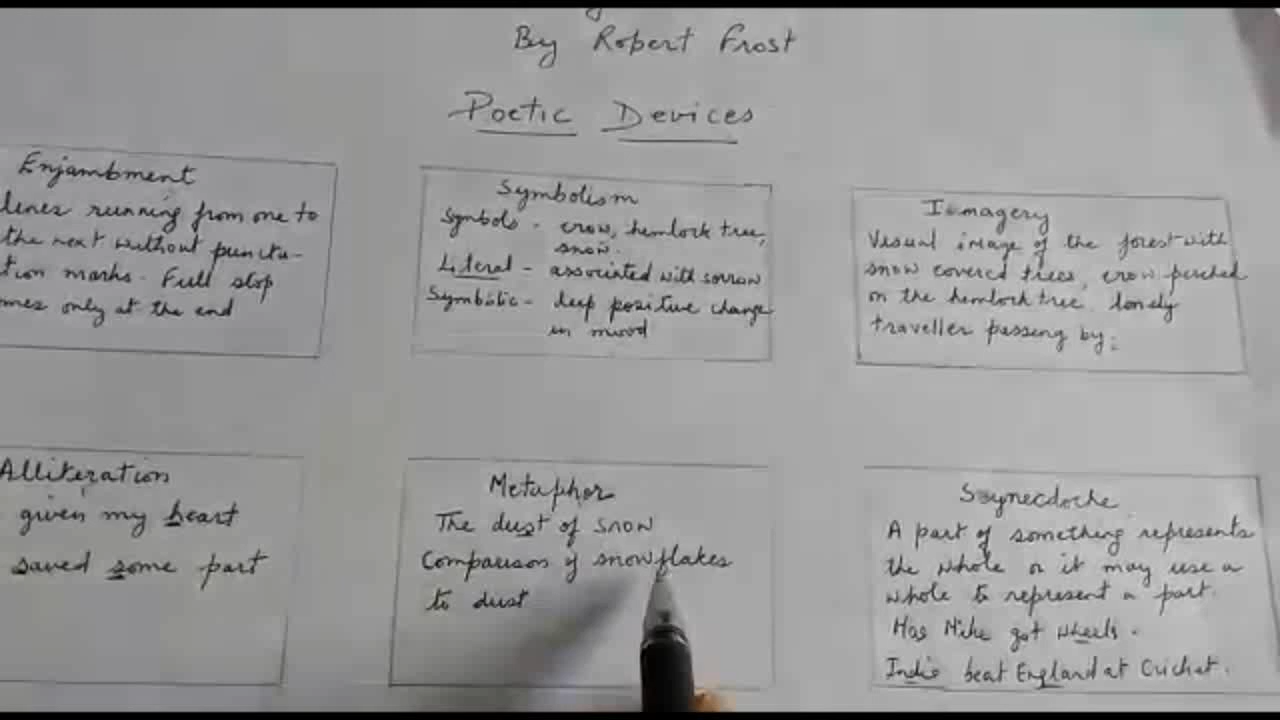 By Robert Frost
Poetic Devices
Enjambment
lines running from one to
the next without punctu-
tion marks. Full stop
mes only at the end
Symbolism
Symbols - crow, hemlock tree,
snow.
Literal - associated with sorrow
Symbolic - deep positive change
in mood
Imagery
Visual image of the forest with
snow covered trees, crow perched
on the hemlock tree. lonely
traveller passing by.
Alliteration
given my heart
saved some part
Metaphor
The dust of snow
Comparison of snowflakes
to dust
Synecdoche
A part of something represents
the whole or it may use a
whole to represent a part.
Has Mike got wheels.
India beat England at Cricket.